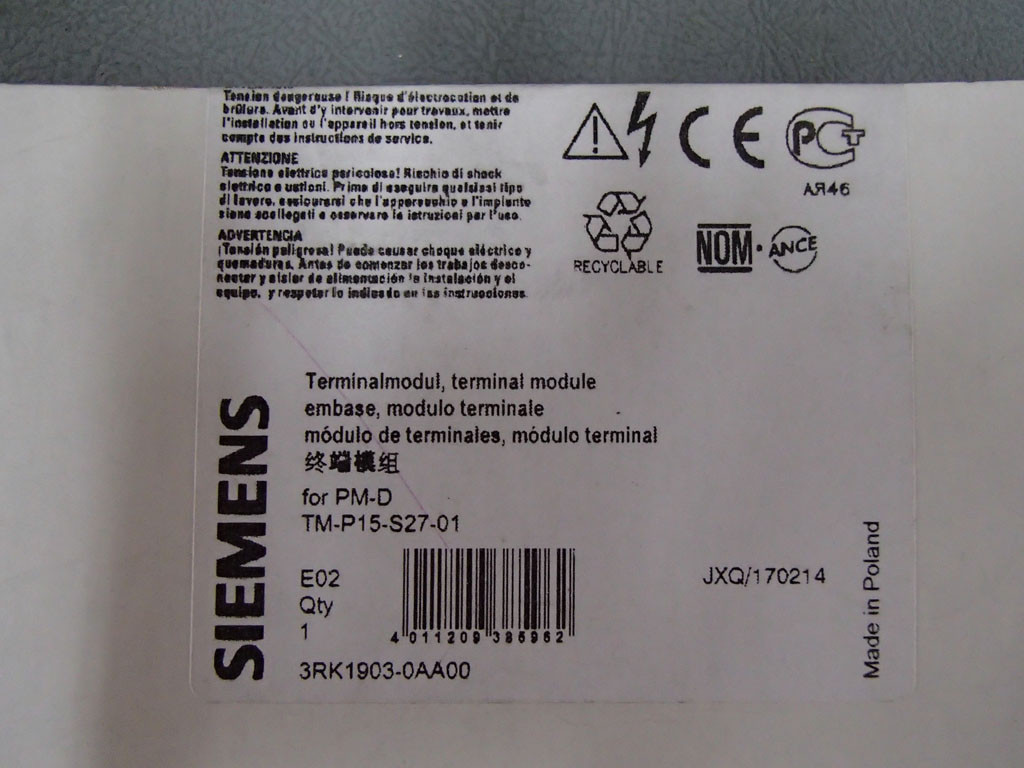 Tension dangereuse ! Risque d'électrocution et de
brûlure. Avant d'y intervenir pour travaux, mettre
l'installation ou l'appareil hors tension, et tenir
compte des instructions de service.
ATTENZIONE
Tensione elettrica pericolosa! Rischio di shock
elettrico e ustioni. Prima di eseguire qualsiasi tipo
di lavoro, assicurarsi che l'apparecchio e l'impianto
siano scollegati e osservare le istruzioni per l'uso.
ADVERTENCIA
¡Tensión peligrosa! Puede causar choque eléctrico y
quemaduras. Antes de comenzar los trabajos desco-
nectar y aislar de alimentación la instalación y el
equipo, y respetar lo indicado en las instrucciones.
CE
PCT
АЯ46
RECYCLABLE
NOM·ANCE
SIEMENS
Terminalmodul, terminal module
embase, modulo terminale
módulo de terminales, módulo terminal
终端模组
for PM-D
TM-P15-S27-01
E02
Qty
1
4 011209 385962
3RK1903-0AA00
JXQ/170214
Made in Poland